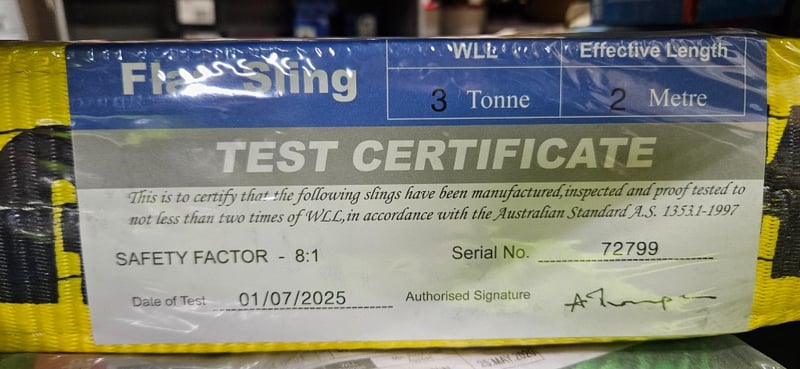 Flat Sling
WLL
Effective Length
3 Tonne
2 Metre
TEST CERTIFICATE
This is to certify that the following slings have been manufactured,inspected and proof tested to
not less than two times of WLL,in accordance with the Australian Standard A.S. 1353.1-1997
SAFETY FACTOR - 8:1
Serial No. 72799
Date of Test 01/07/2025
Authorised Signature